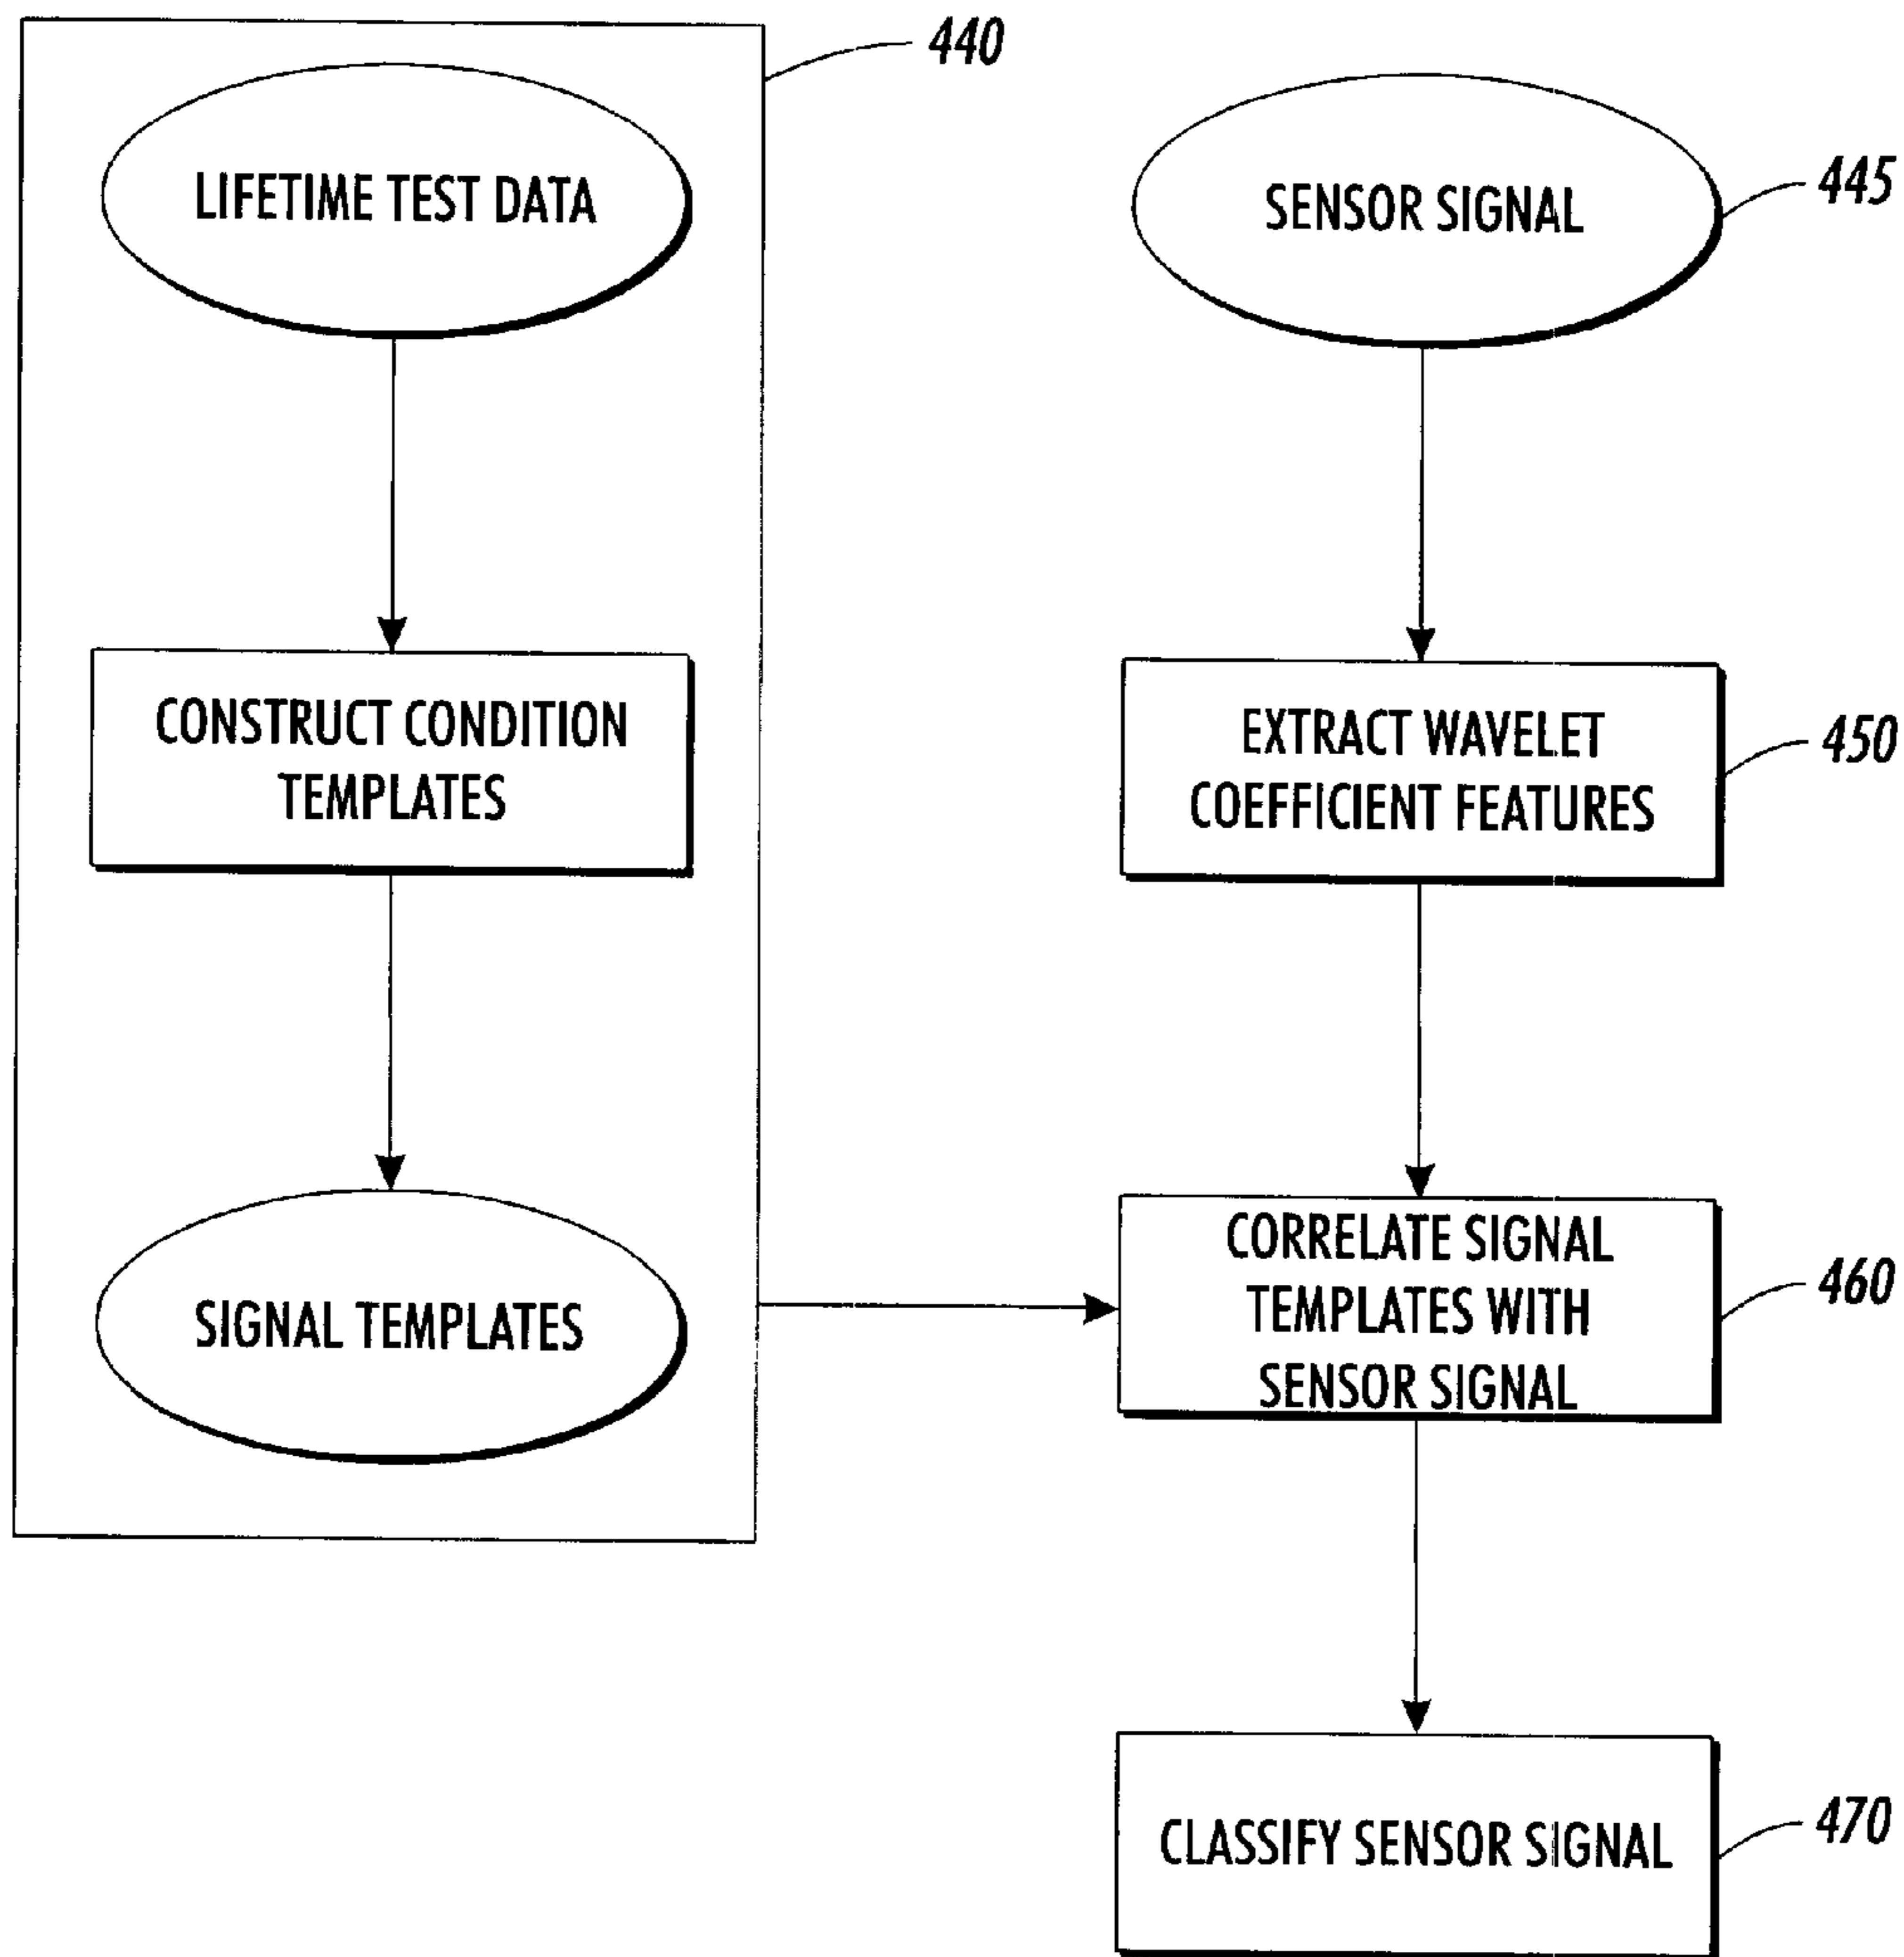 440
LIFETIME TEST DATA
CONSTRUCT CONDITION
TEMPLATES
SIGNAL TEMPLATES
SENSOR SIGNAL
445
EXTRACT WAVELET
COEFFICIENT FEATURES
450
CORRELATE SIGNAL
TEMPLATES WITH
SENSOR SIGNAL
460
CLASSIFY SENSOR SIGNAL
470